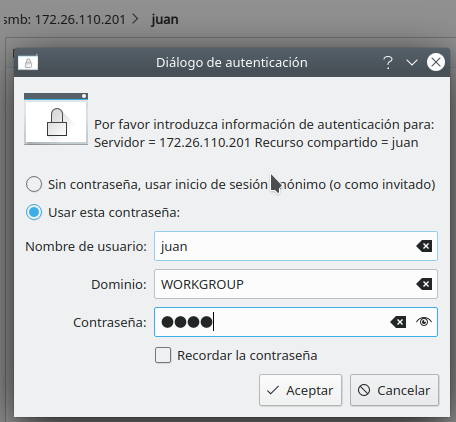 smb: 172.26.110.201 > juan
Diálogo de autenticación
Por favor introduzca información de autenticación para:
Servidor = 172.26.110.201 Recurso compartido = juan
Sin contraseña, usar inicio de sesión anónimo (o como invitado)
Usar esta contraseña:
Nombre de usuario: juan
Dominio: WORKGROUP
Contraseña: ●●●●
Recordar la contraseña
Aceptar Cancelar